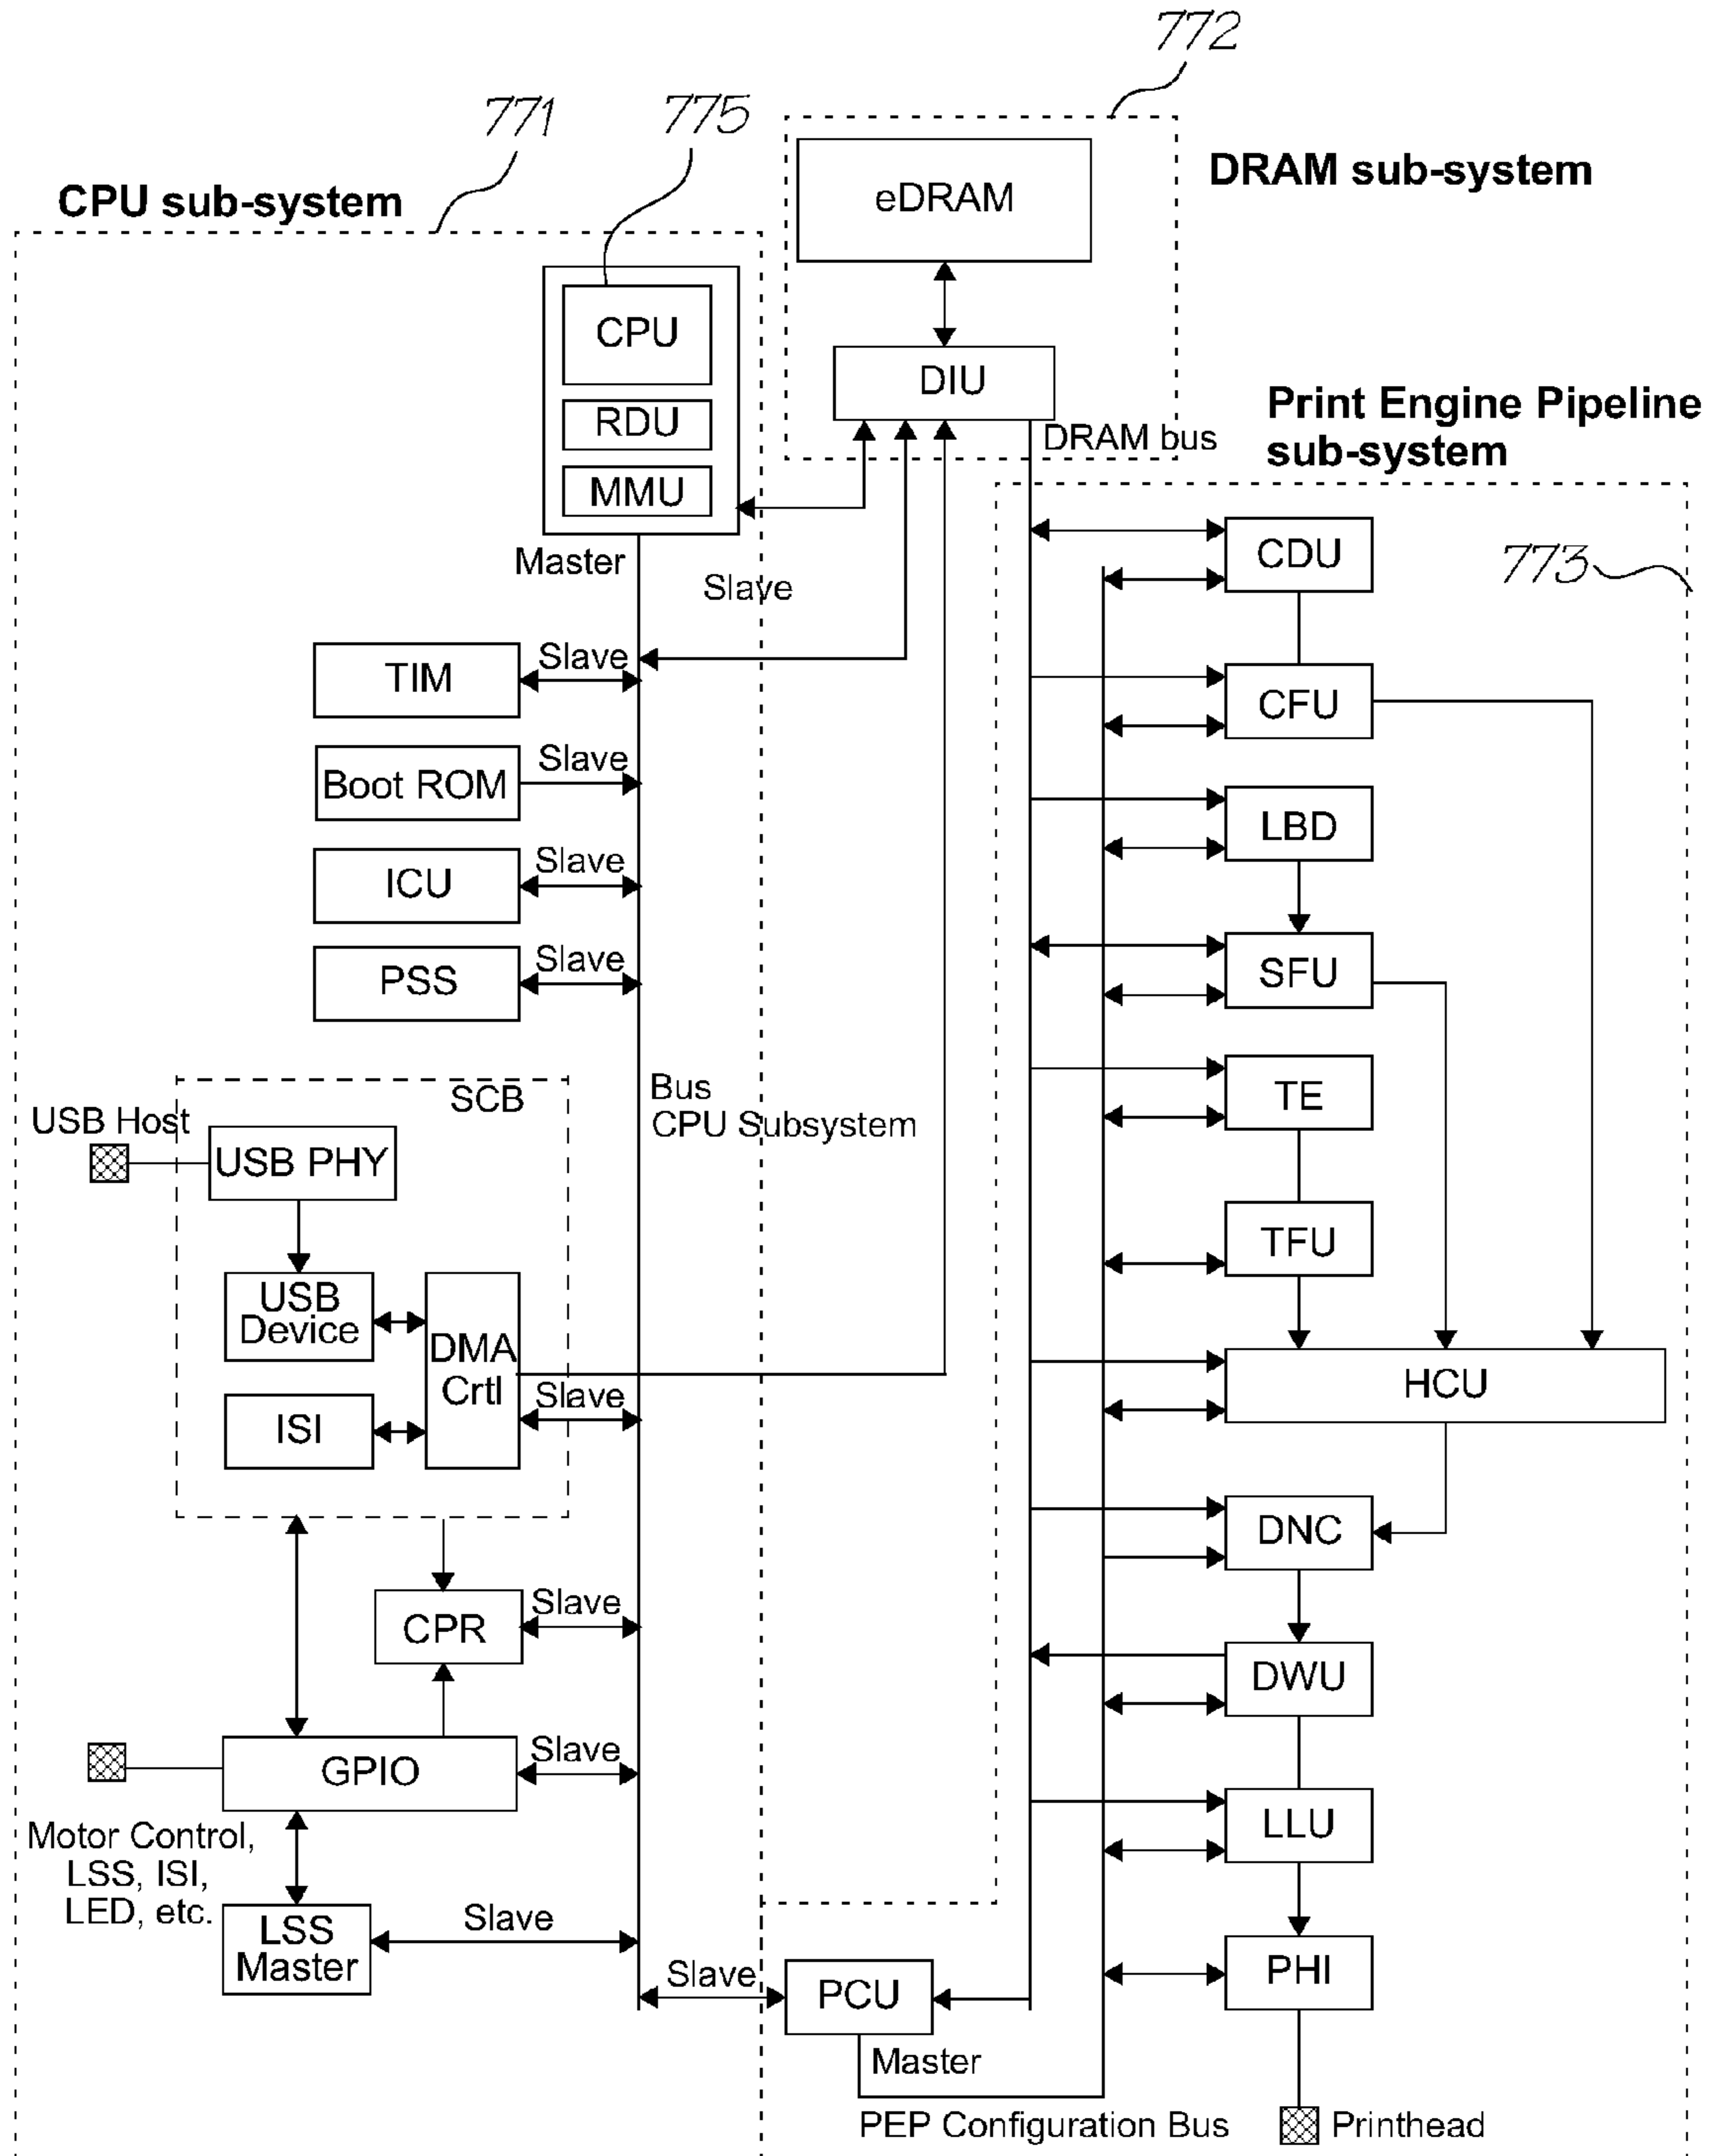 772
771
775
DRAM sub-system
CPU sub-system
eDRAM
CPU
DIU
RDU
Print Engine Pipeline
sub-system
DRAM bus
MMU
Master
Slave
CDU
773
TIM
Slave
CFU
Boot ROM
Slave
LBD
ICU
Slave
PSS
Slave
SFU
SCB
Bus
CPU Subsystem
TE
USB Host
USB PHY
TFU
USB
Device
DMA
Crtl
Slave
HCU
ISI
DNC
CPR
Slave
DWU
GPIO
Slave
Motor Control,
LSS, ISI,
LED, etc.
LLU
LSS
Master
Slave
Slave
PCU
PHI
Master
PEP Configuration Bus
Printhead